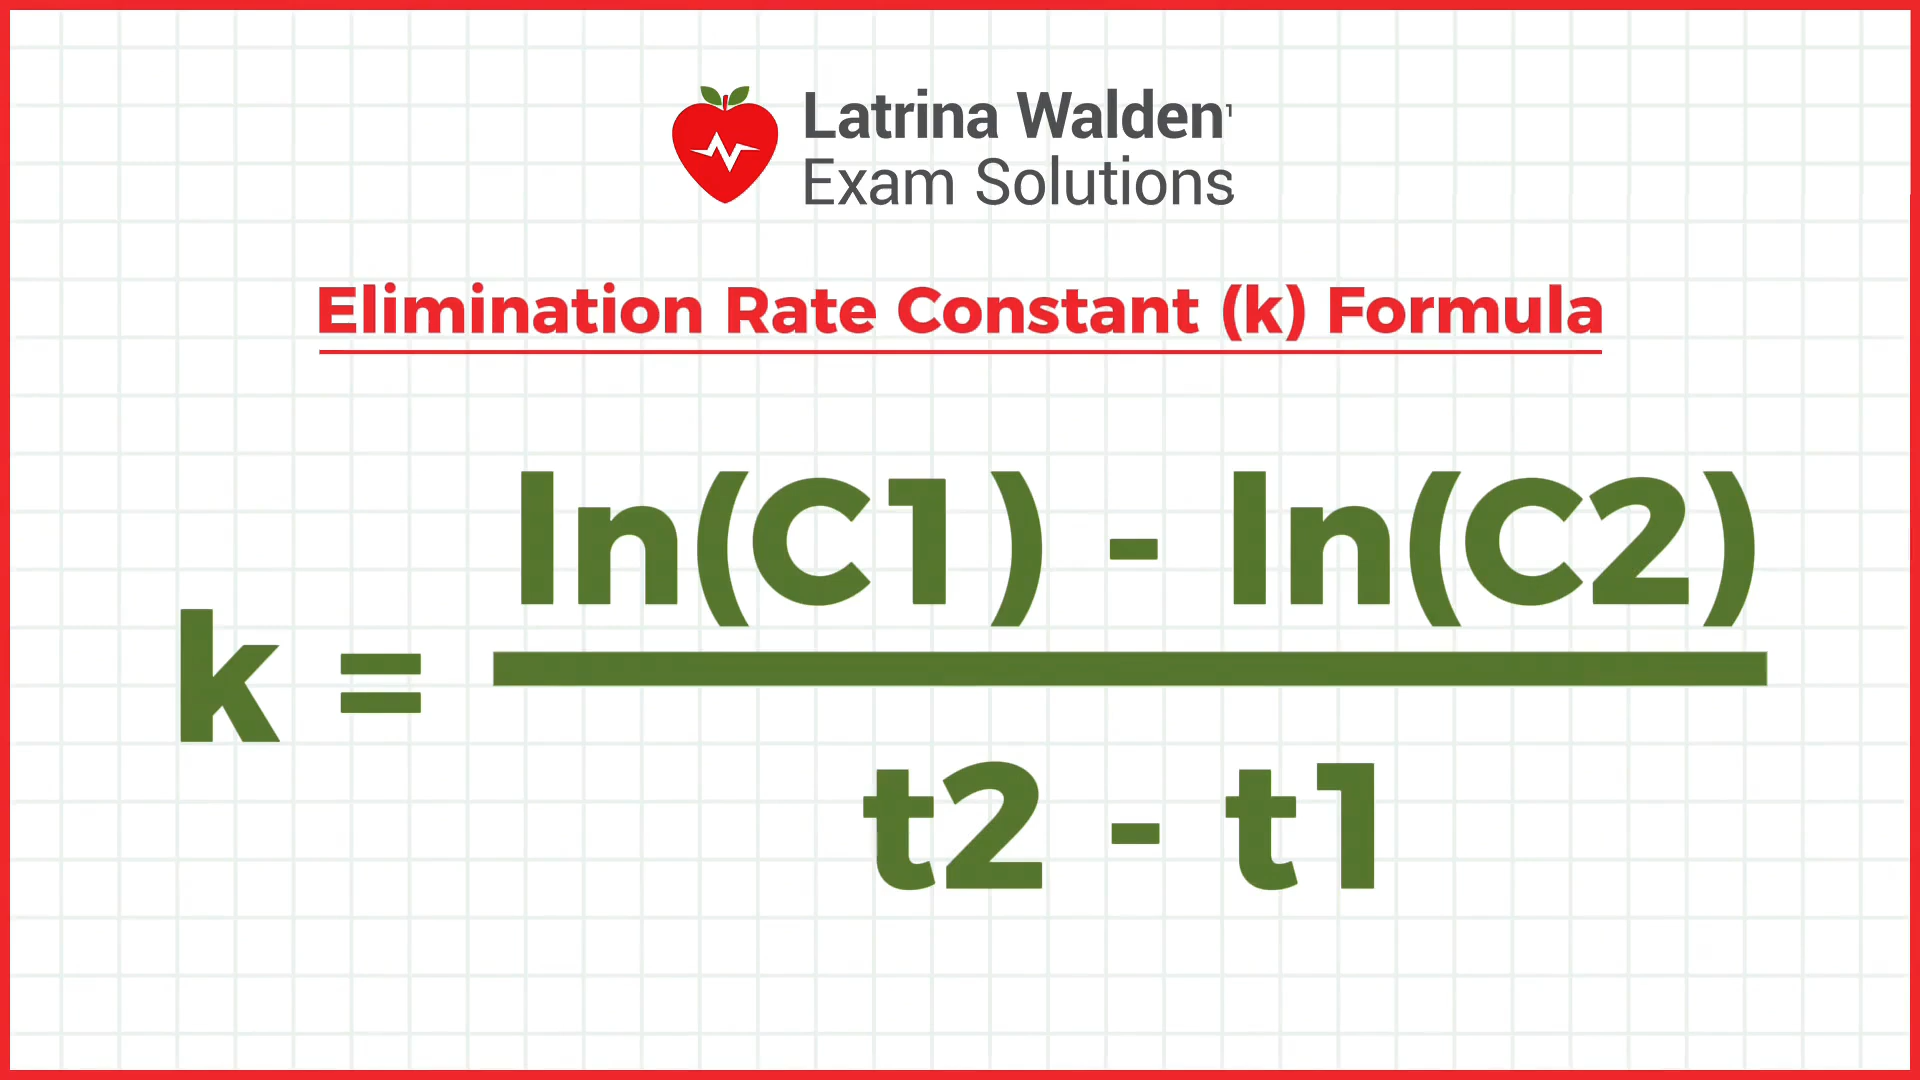 Latrina Walden
Exam Solutions
Elimination Rate Constant (k) Formula
ln(C1) - ln(C2)
k =
t2 - t1